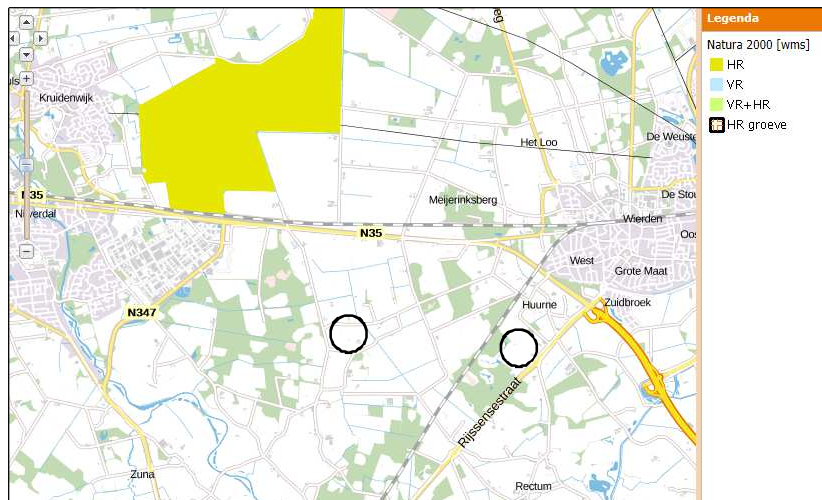 Legenda
Natura 2000 [wms]
HR
VR
VR+HR
HR groeve
Kruidenwijk
De Weuste
Het Loo
De Stou
N35
Nijverdal
Meijerinksberg
Wierden
N35
Oos
West
Grote Maat
Huurne
Zuidbroek
N347
Rijssensestraat
Zuna
Rectum